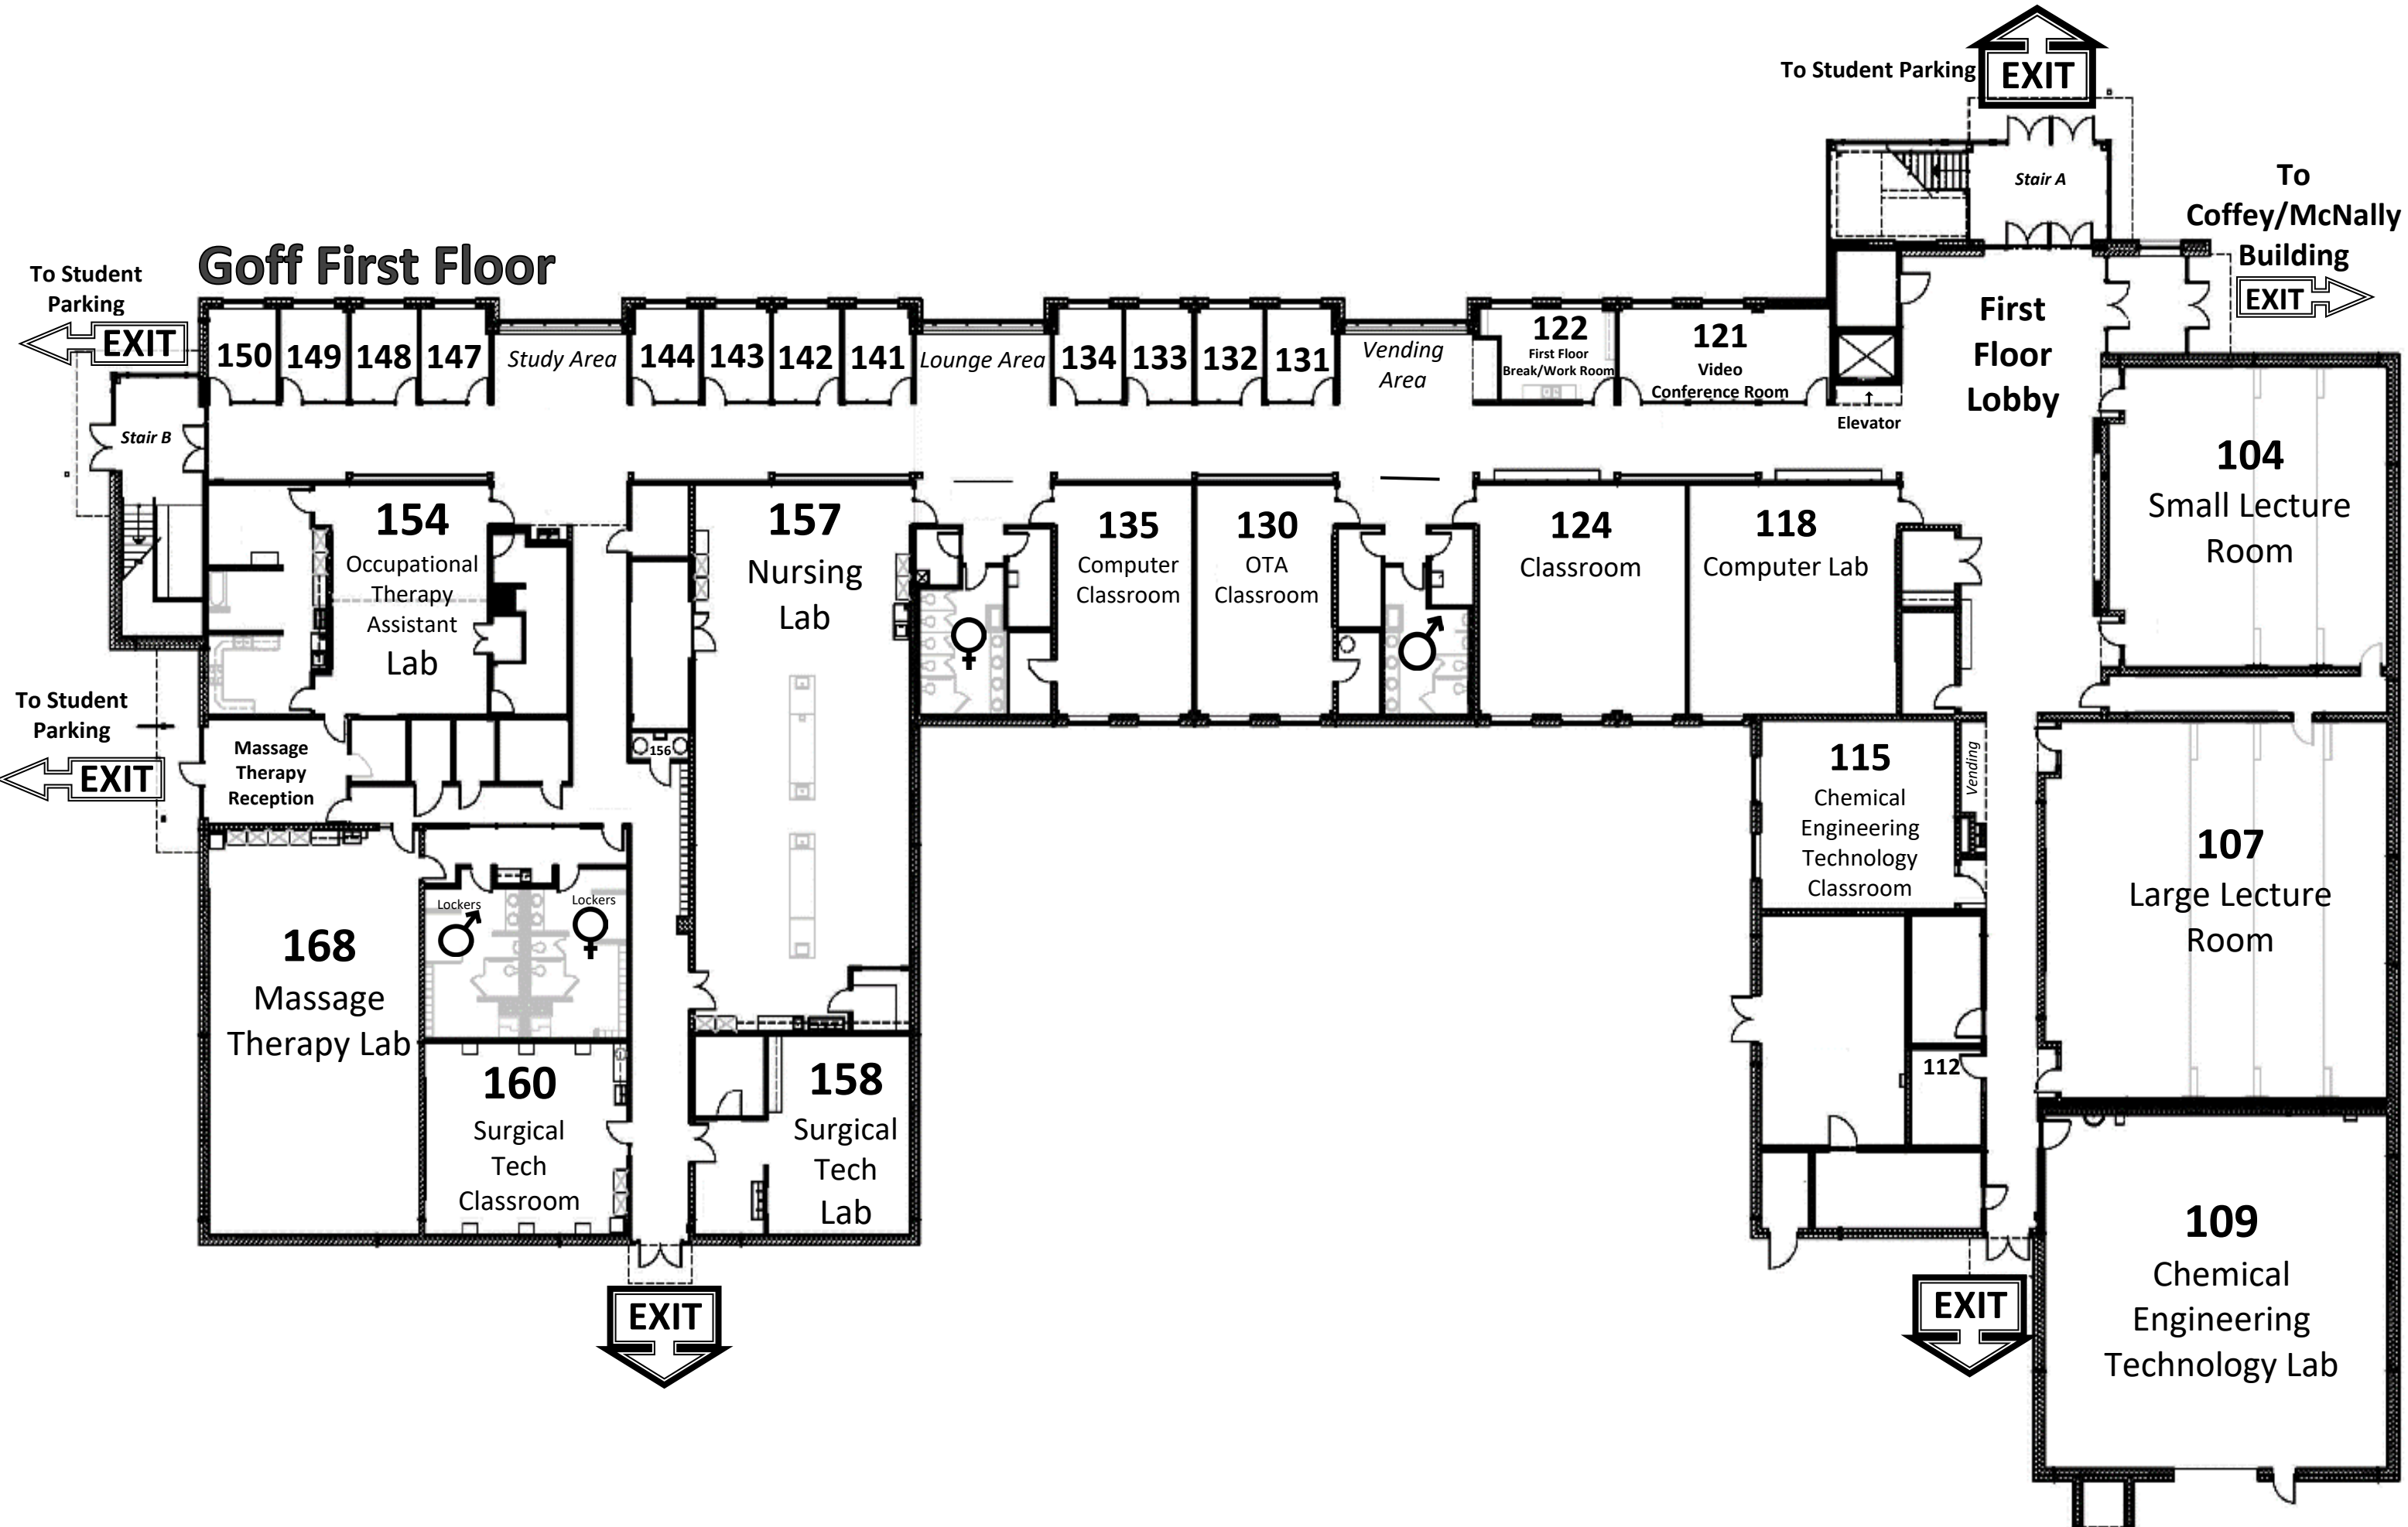 To Student Parking
EXIT
Stair A
To
Coffey/McNally
Building
EXIT
Goff First Floor
To Student
Parking
EXIT
150
149
148
147
Study Area
144
143
142
141
Lounge Area
134
133
132
131
Vending
Area
122
First Floor
Break/Work Room
121
Video
Conference Room
First
Floor
Lobby
Elevator
Stair B
104
Small Lecture
Room
154
Occupational
Therapy
Assistant
Lab
157
Nursing
Lab
135
Computer
Classroom
130
OTA
Classroom
124
Classroom
118
Computer Lab
To Student
Parking
EXIT
Massage
Therapy
Reception
156
115
Chemical
Engineering
Technology
Classroom
Vending
107
Large Lecture
Room
168
Massage
Therapy Lab
Lockers
Lockers
160
Surgical
Tech
Classroom
158
Surgical
Tech
Lab
112
109
Chemical
Engineering
Technology Lab
EXIT
EXIT